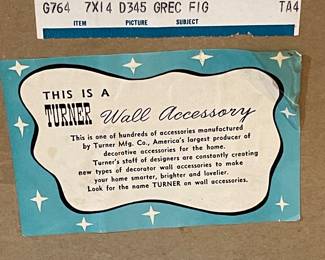 G764 7X14 D345 GREC FIG TA4
ITEM PICTURE SUBJECT
THIS IS A
TURNER Wall Accessory
This is one of hundreds of accessories manufactured
by Turner Mfg. Co., America's largest producer of
decorative accessories for the home.
Turner's staff of designers are constantly creating
new types of decorator wall accessories to make
your home smarter, brighter and lovelier.
Look for the name TURNER on wall accessories.